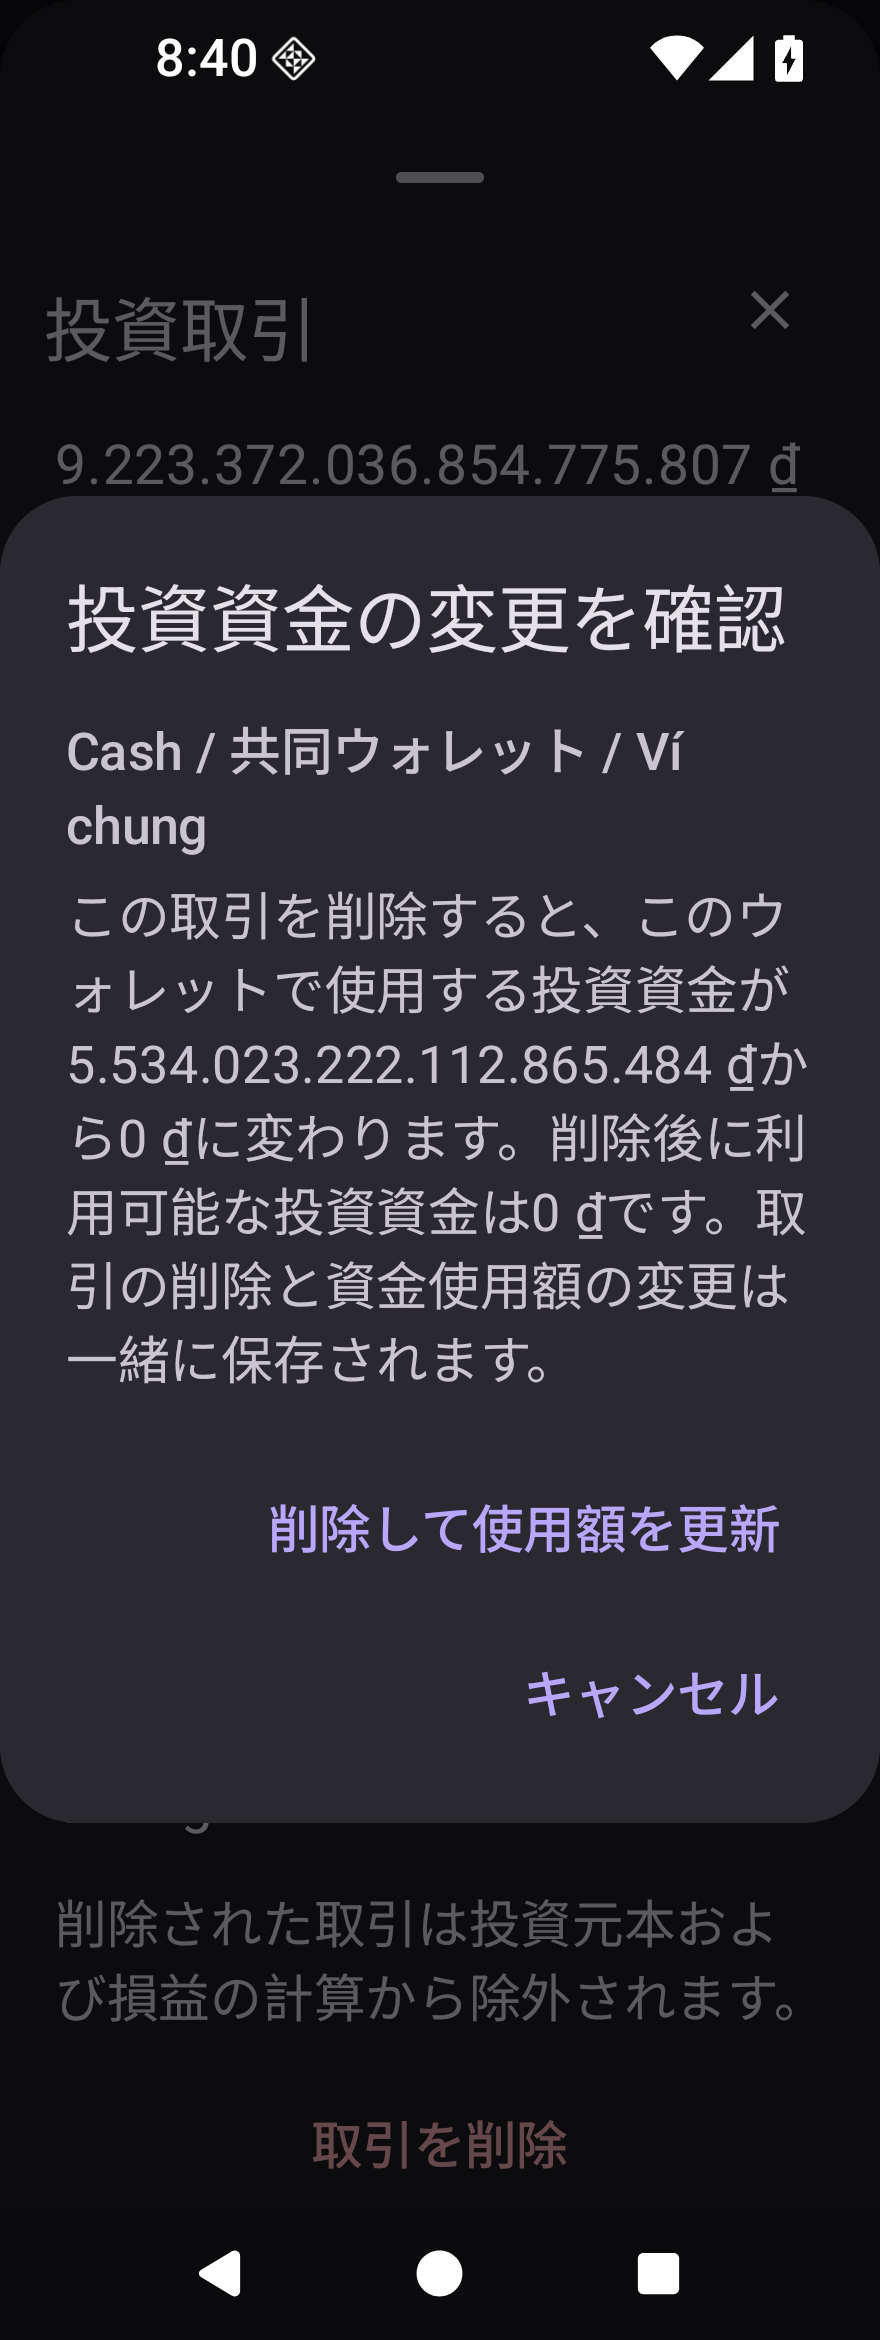 8:40
投資取引
9.223.372.036.854.775.807 ₫
投資資金の変更を確認
Cash / 共同ウォレット / Ví
chung
この取引を削除すると、このウ
ォレットで使用する投資資金が
5.534.023.222.112.865.484 ₫か
ら0 ₫に変わります。削除後に利
用可能な投資資金は0 ₫です。取
引の削除と資金使用額の変更は
一緒に保存されます。
削除して使用額を更新
キャンセル
削除された取引は投資元本およ
び損益の計算から除外されます。
取引を削除